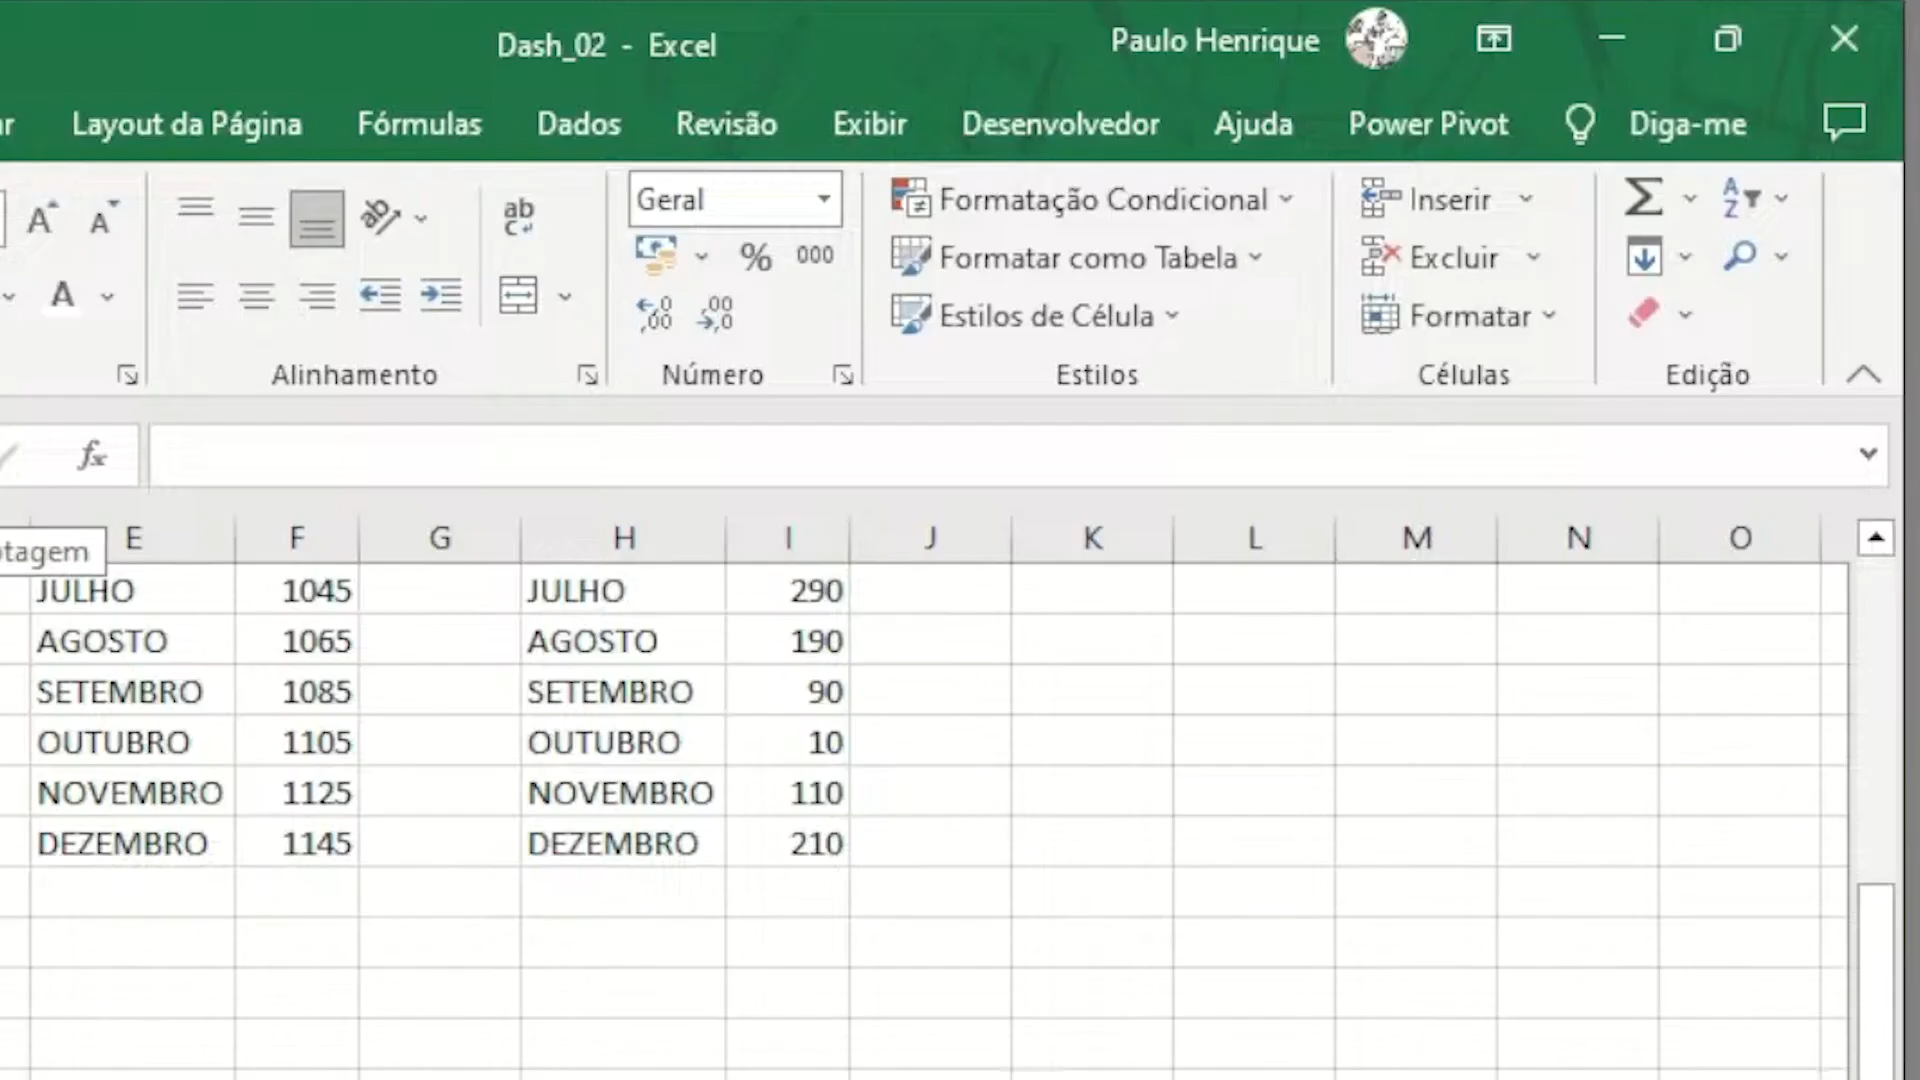 Dash_02 - Excel
Paulo Henrique
Layout da Página Fórmulas Dados Revisão Exibir Desenvolvedor Ajuda Power Pivot Diga-me
Geral
Formatação Condicional
Inserir
% 000
Formatar como Tabela
Excluir
Estilos de Célula
Formatar
Alinhamento Número Estilos Células Edição
fx
E F G H I J K L M N O
JULHO 1045 JULHO 290
AGOSTO 1065 AGOSTO 190
SETEMBRO 1085 SETEMBRO 90
OUTUBRO 1105 OUTUBRO 10
NOVEMBRO 1125 NOVEMBRO 110
DEZEMBRO 1145 DEZEMBRO 210